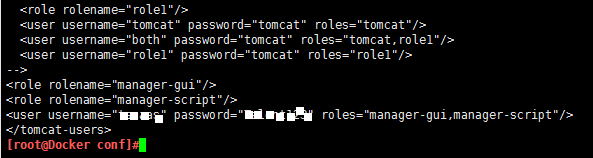 <role rolename="role1"/>
<user username="tomcat" password="tomcat" roles="tomcat"/>
<user username="both" password="tomcat" roles="tomcat,role1"/>
<user username="role1" password="tomcat" roles="role1"/>
-->
<role rolename="manager-gui"/>
<role rolename="manager-script"/>
<user username="" password="" roles="manager-gui,manager-script"/>
</tomcat-users>
[root@Docker conf]#